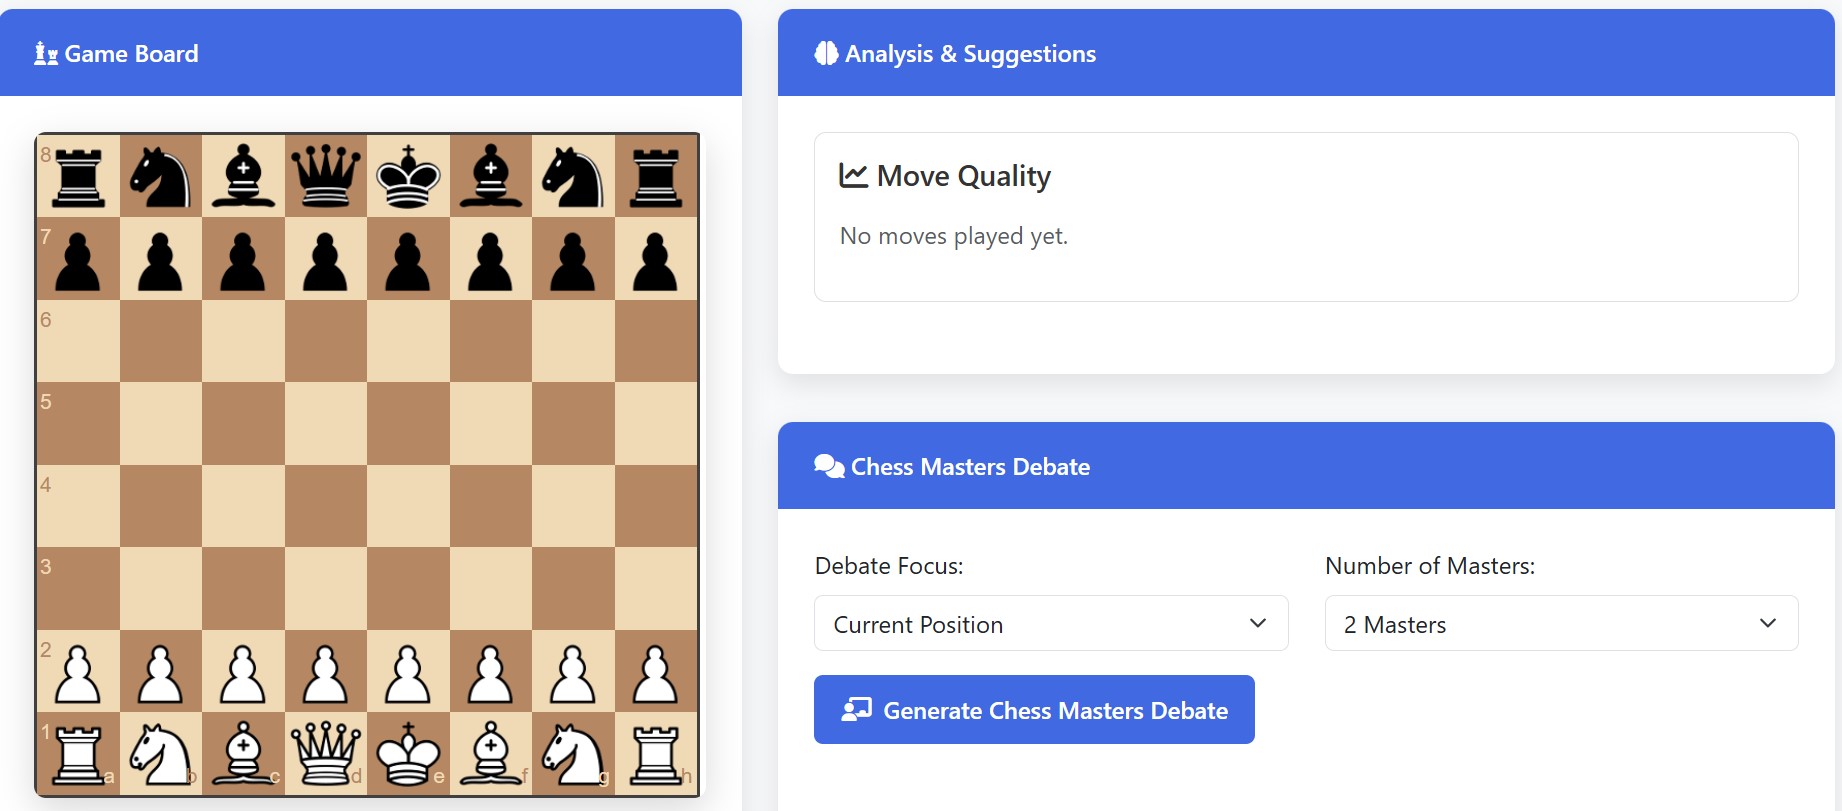 Game Board
8
7
6
5
4
3
2
1
a b c d e f g h
Analysis & Suggestions
Move Quality
No moves played yet.
Chess Masters Debate
Debate Focus:
Number of Masters:
Current Position
2 Masters
Generate Chess Masters Debate